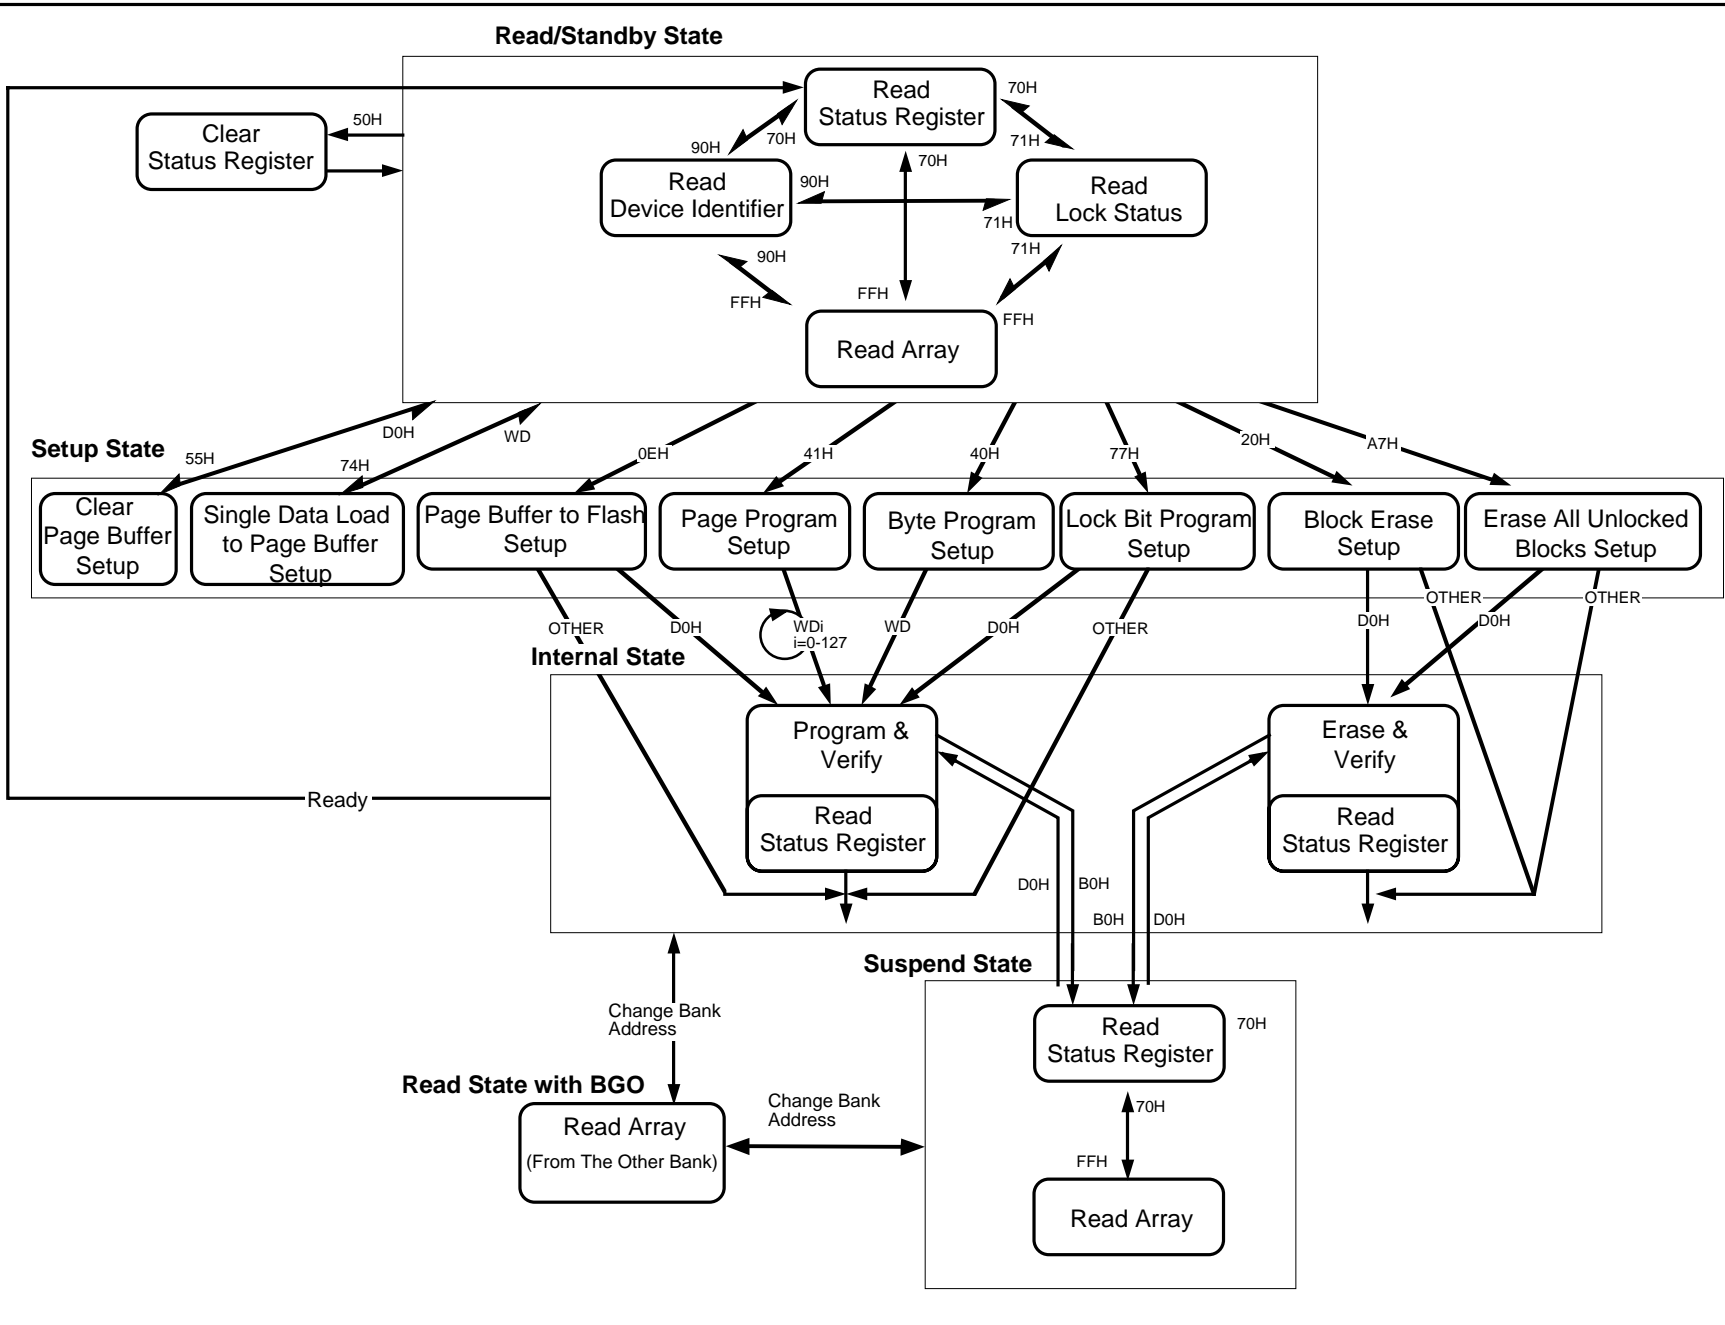 Read/Standby State
Read
Status Register
70H
50H
Clear
Status Register
90H
70H
71H
70H
Read
Device Identifier
90H
71H
Read
Lock Status
90H
71H
FFH
FFH
FFH
Read Array
Setup State
55H
D0H
74H
WD
0EH
41H
40H
77H
20H
A7H
Clear
Page Buffer
Setup
Single Data Load
to Page Buffer
Setup
Page Buffer to Flash
Setup
Page Program
Setup
Byte Program
Setup
Lock Bit Program
Setup
Block Erase
Setup
Erase All Unlocked
Blocks Setup
OTHER
D0H
WDi
i=0-127
WD
D0H
OTHER
D0H
OTHER
D0H
OTHER
Internal State
Program &
Verify
Read
Status Register
Erase &
Verify
Read
Status Register
Ready
D0H
B0H
B0H
D0H
Suspend State
Change Bank
Address
Read
Status Register
70H
Read State with BGO
Read Array
(From The Other Bank)
Change Bank
Address
70H
FFH
Read Array